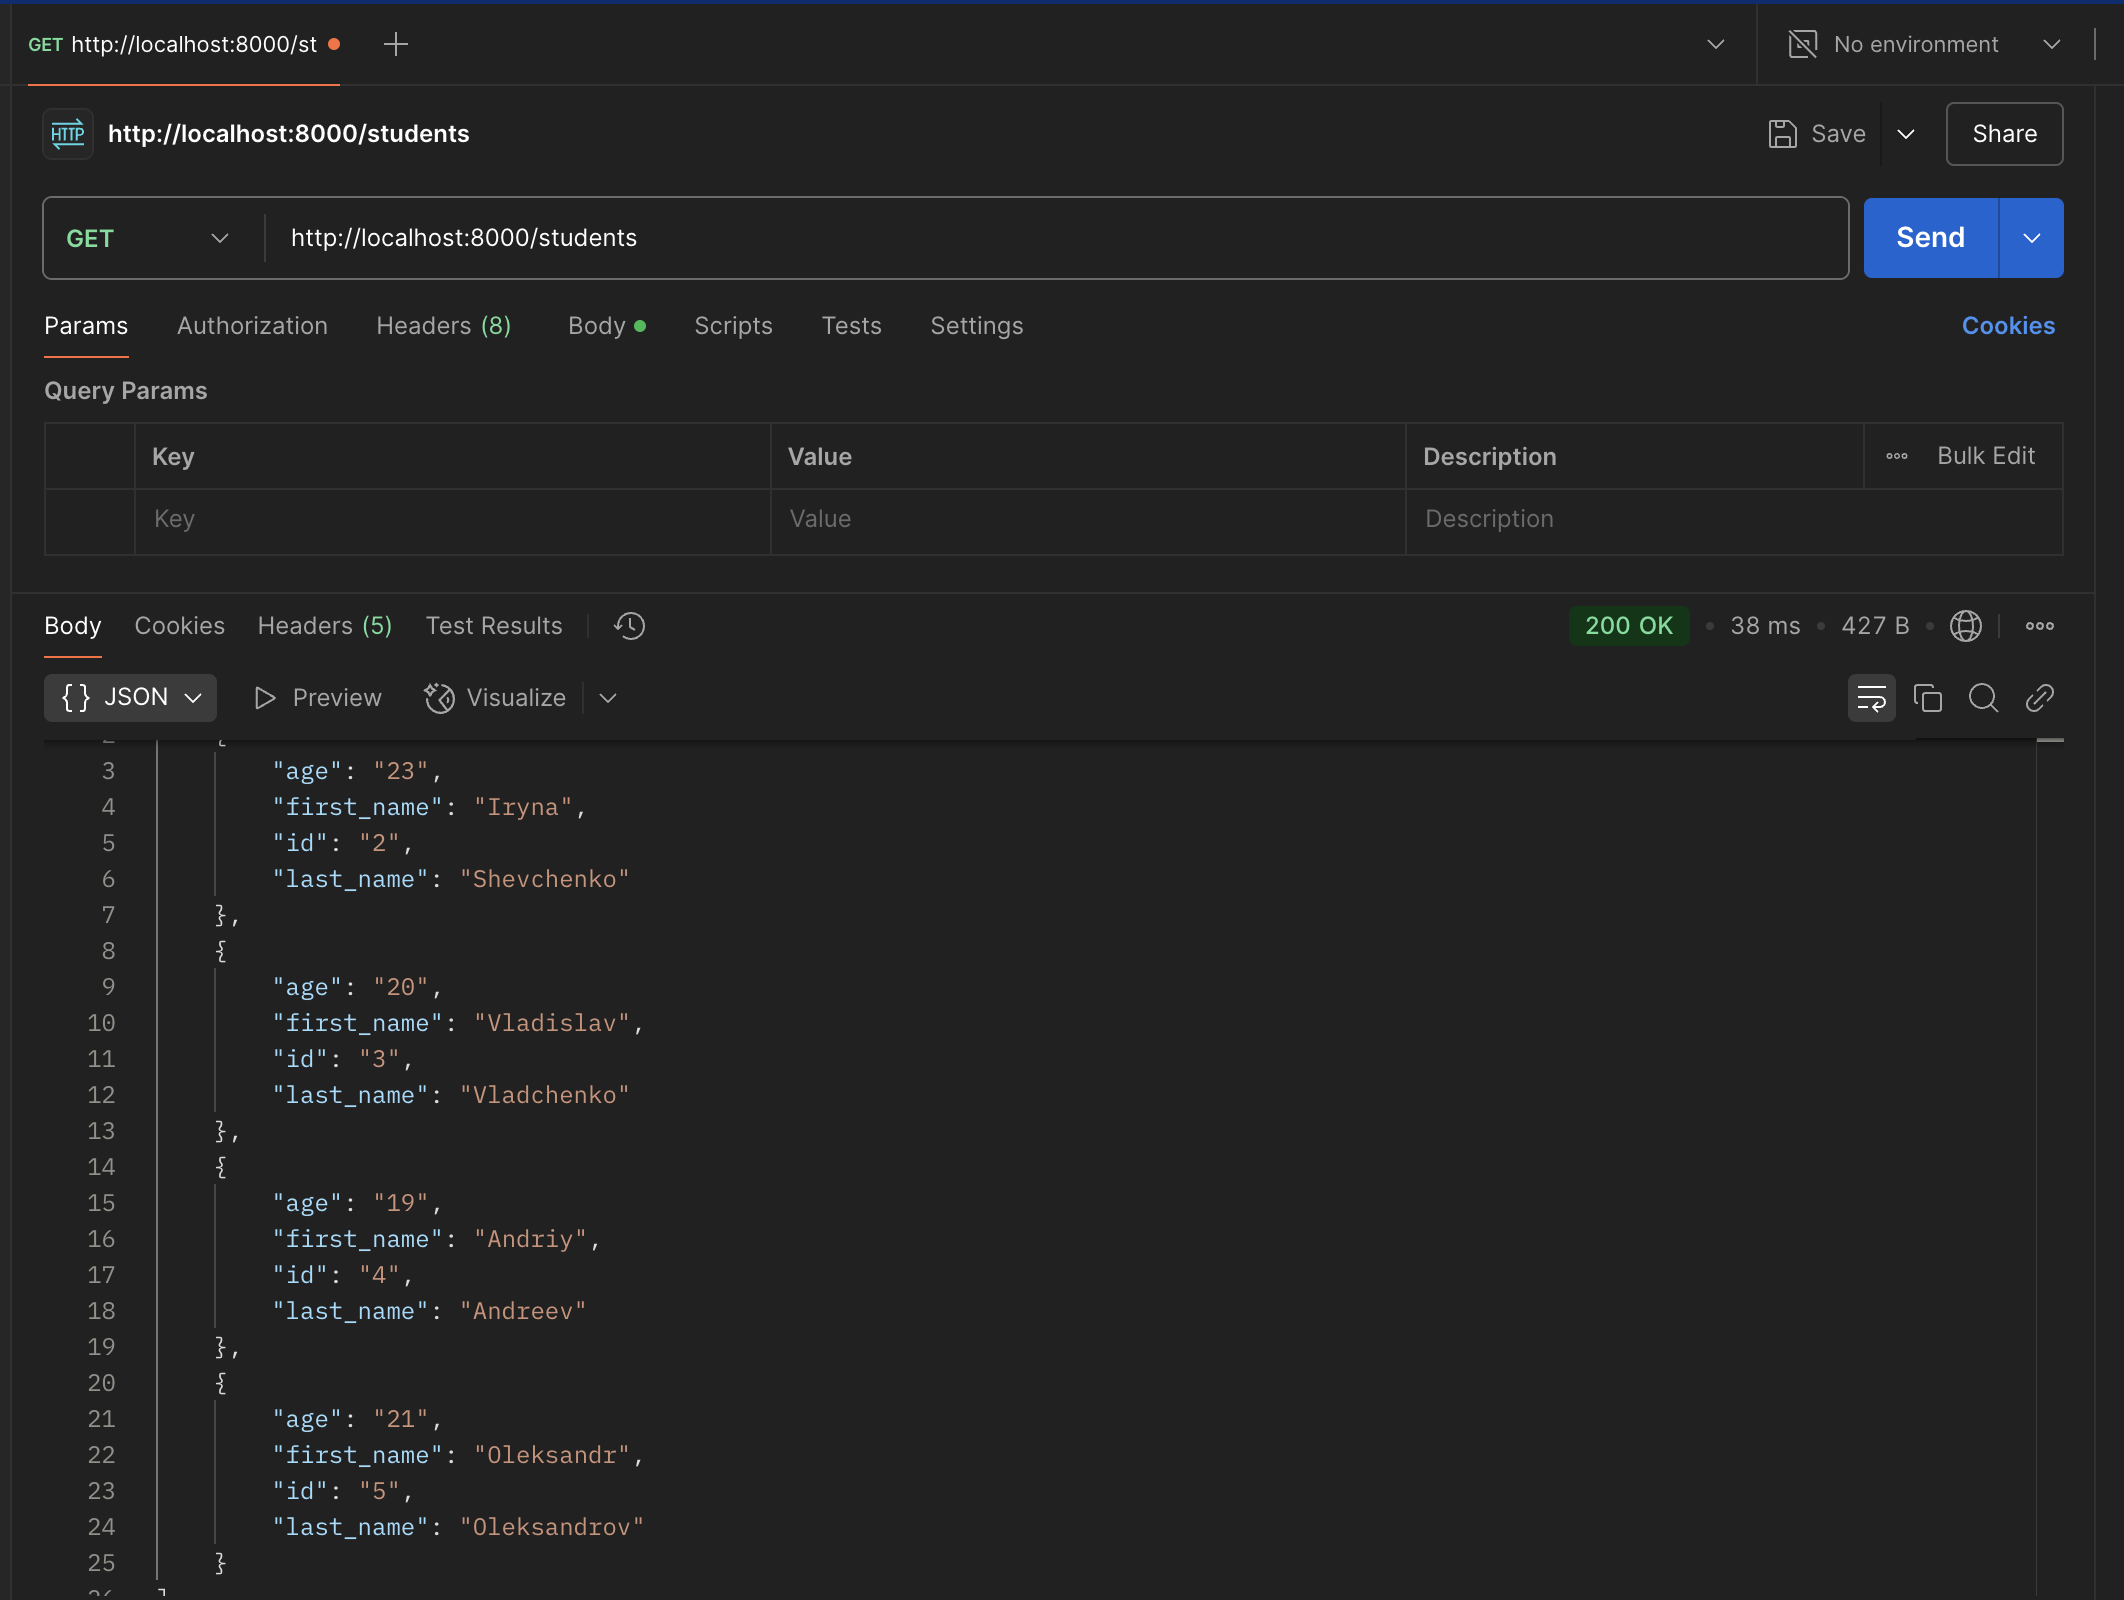 GET http://localhost:8000/st
No environment
HTTP http://localhost:8000/students
Save
Share
GET http://localhost:8000/students
Send
Params Authorization Headers (8) Body Scripts Tests Settings Cookies
Query Params
Key Value Description Bulk Edit
Key Value Description
Body Cookies Headers (5) Test Results 200 OK • 38 ms • 427 B •
{ } JSON Preview Visualize
2 {
3 "age": "23",
4 "first_name": "Iryna",
5 "id": "2",
6 "last_name": "Shevchenko"
7 },
8 {
9 "age": "20",
10 "first_name": "Vladislav",
11 "id": "3",
12 "last_name": "Vladchenko"
13 },
14 {
15 "age": "19",
16 "first_name": "Andriy",
17 "id": "4",
18 "last_name": "Andreev"
19 },
20 {
21 "age": "21",
22 "first_name": "Oleksandr",
23 "id": "5",
24 "last_name": "Oleksandrov"
25 }
26 ]